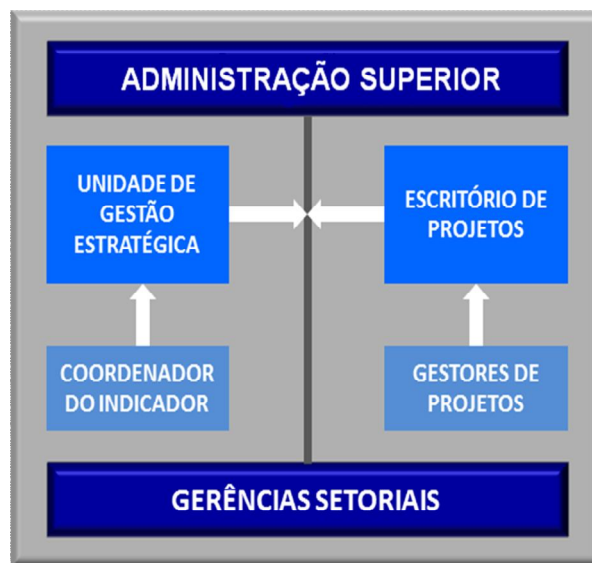 ADMINISTRAÇÃO SUPERIOR
UNIDADE DE
GESTÃO
ESTRATÉGICA
ESCRITÓRIO DE
PROJETOS
COORDENADOR
DO INDICADOR
GESTORES DE
PROJETOS
GERÊNCIAS SETORIAIS